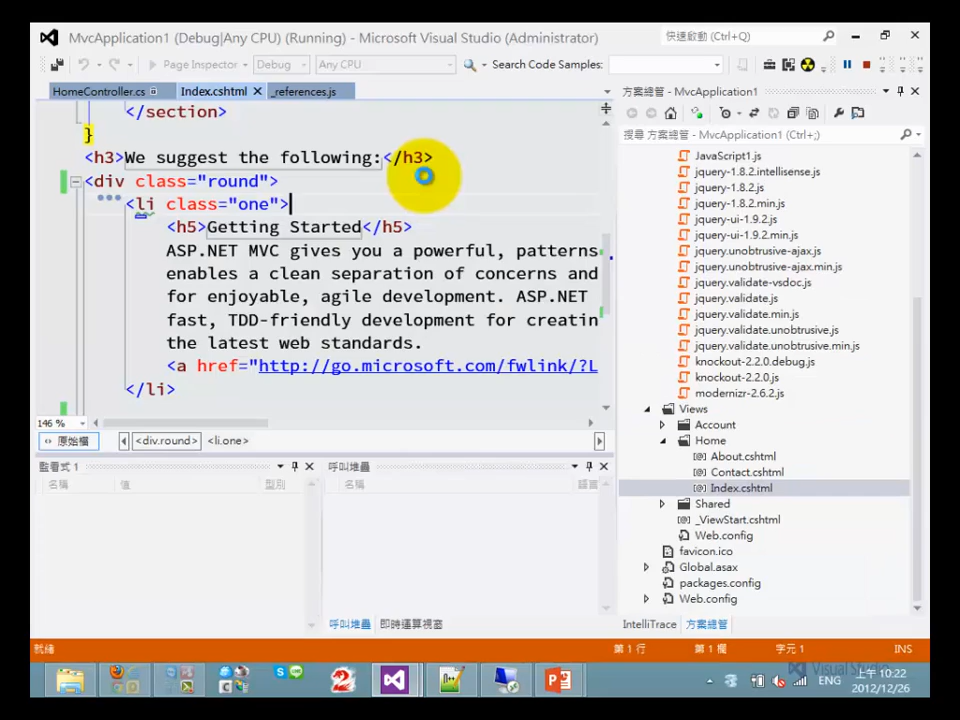 MvcApplication1 (Debug|Any CPU) (Running) - Microsoft Visual Studio (Administrator)
快速啟動 (Ctrl+Q)
Page Inspector
Debug
Any CPU
Search Code Samples:
HomeController.cs
Index.cshtml
_references.js
方案總管 - MvcApplication1
搜尋 方案總管 - MvcApplication1 (Ctrl+;)
</section>
}
<h3>We suggest the following:</h3>
<div class="round">
<li class="one">
<h5>Getting Started</h5>
ASP.NET MVC gives you a powerful, patterns
enables a clean separation of concerns and
for enjoyable, agile development. ASP.NET
fast, TDD-friendly development for creatin
the latest web standards.
<a href="http://go.microsoft.com/fwlink/?L
</li>
146 %
原始檔
<div.round>
<li.one>
監看式 1
名稱
值
型別
呼叫堆疊
名稱
語言
呼叫堆疊
即時運算視窗
JavaScript1.js
jquery-1.8.2.intellisense.js
jquery-1.8.2.js
jquery-1.8.2.min.js
jquery-ui-1.9.2.js
jquery-ui-1.9.2.min.js
jquery.unobtrusive-ajax.js
jquery.unobtrusive-ajax.min.js
jquery.validate-vsdoc.js
jquery.validate.js
jquery.validate.min.js
jquery.validate.unobtrusive.js
jquery.validate.unobtrusive.min.js
knockout-2.2.0.debug.js
knockout-2.2.0.js
modernizr-2.6.2.js
Views
Account
Home
About.cshtml
Contact.cshtml
Index.cshtml
Shared
_ViewStart.cshtml
Web.config
favicon.ico
Global.asax
packages.config
Web.config
IntelliTrace
方案總管
就緒
第 1 行
第 1 欄
字元 1
INS
Visual Studio
ENG
上午 10:22
2012/12/26